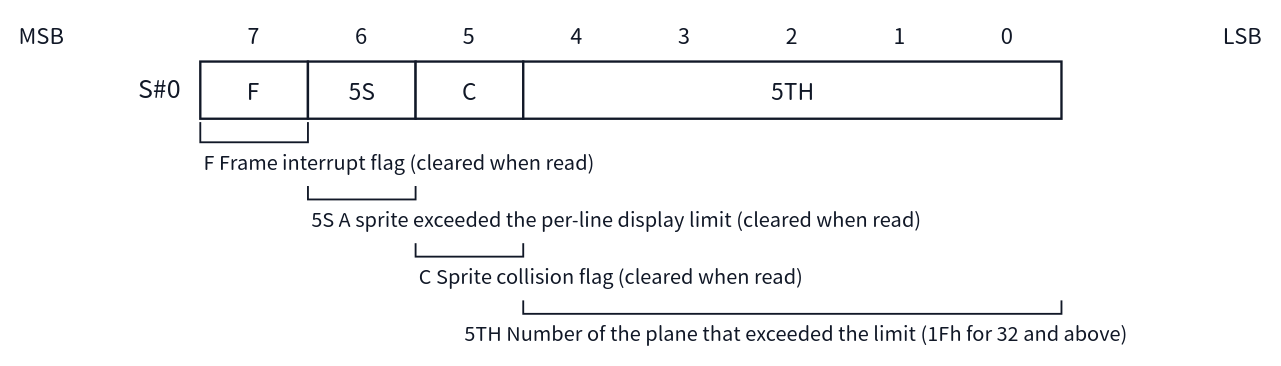 MSB 7 6 5 4 3 2 1 0 LSB
S#0 F 5S C 5TH
F Frame interrupt flag (cleared when read)
5S A sprite exceeded the per-line display limit (cleared when read)
C Sprite collision flag (cleared when read)
5TH Number of the plane that exceeded the limit (1Fh for 32 and above)